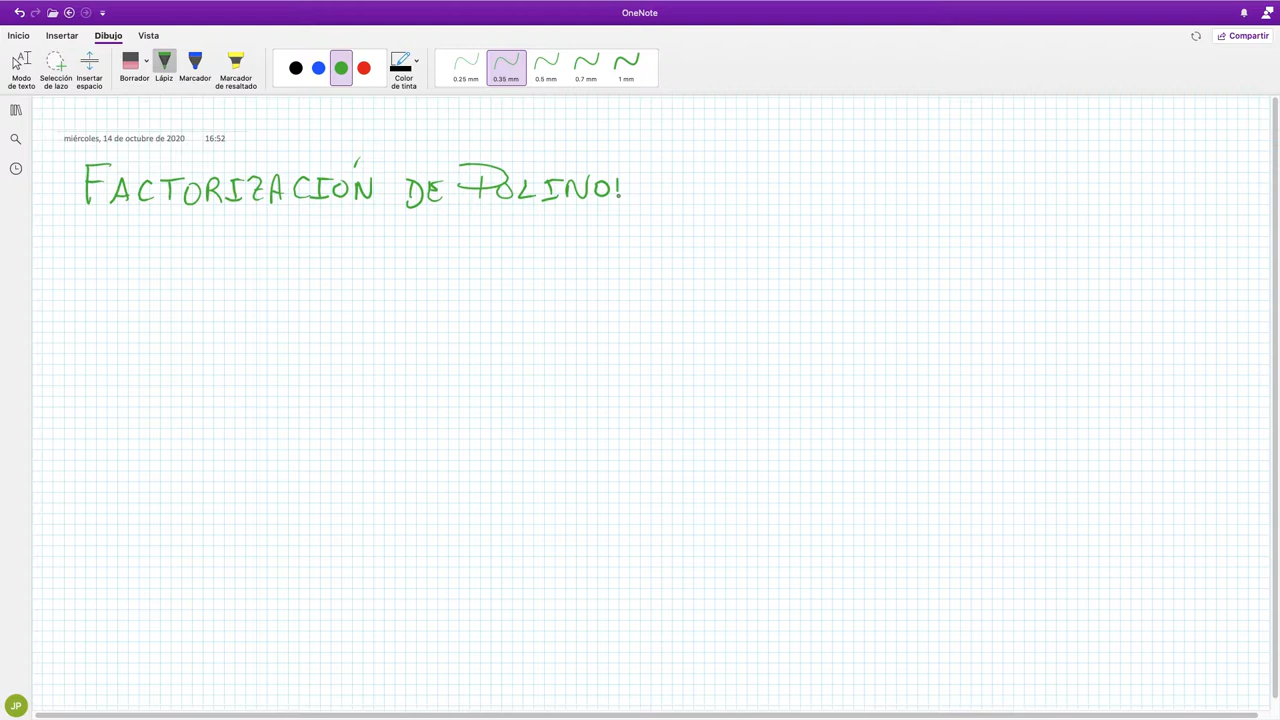 OneNote
Inicio Insertar Dibujo Vista Compartir
Modo de texto Selección de lazo Insertar espacio Borrador Lápiz Marcador Marcador de resaltado Color de tinta 0.25 mm 0.35 mm 0.5 mm 0.7 mm 1 mm
miércoles, 14 de octubre de 2020 16:52
FACTORIZACIÓN DE POLINO
JP